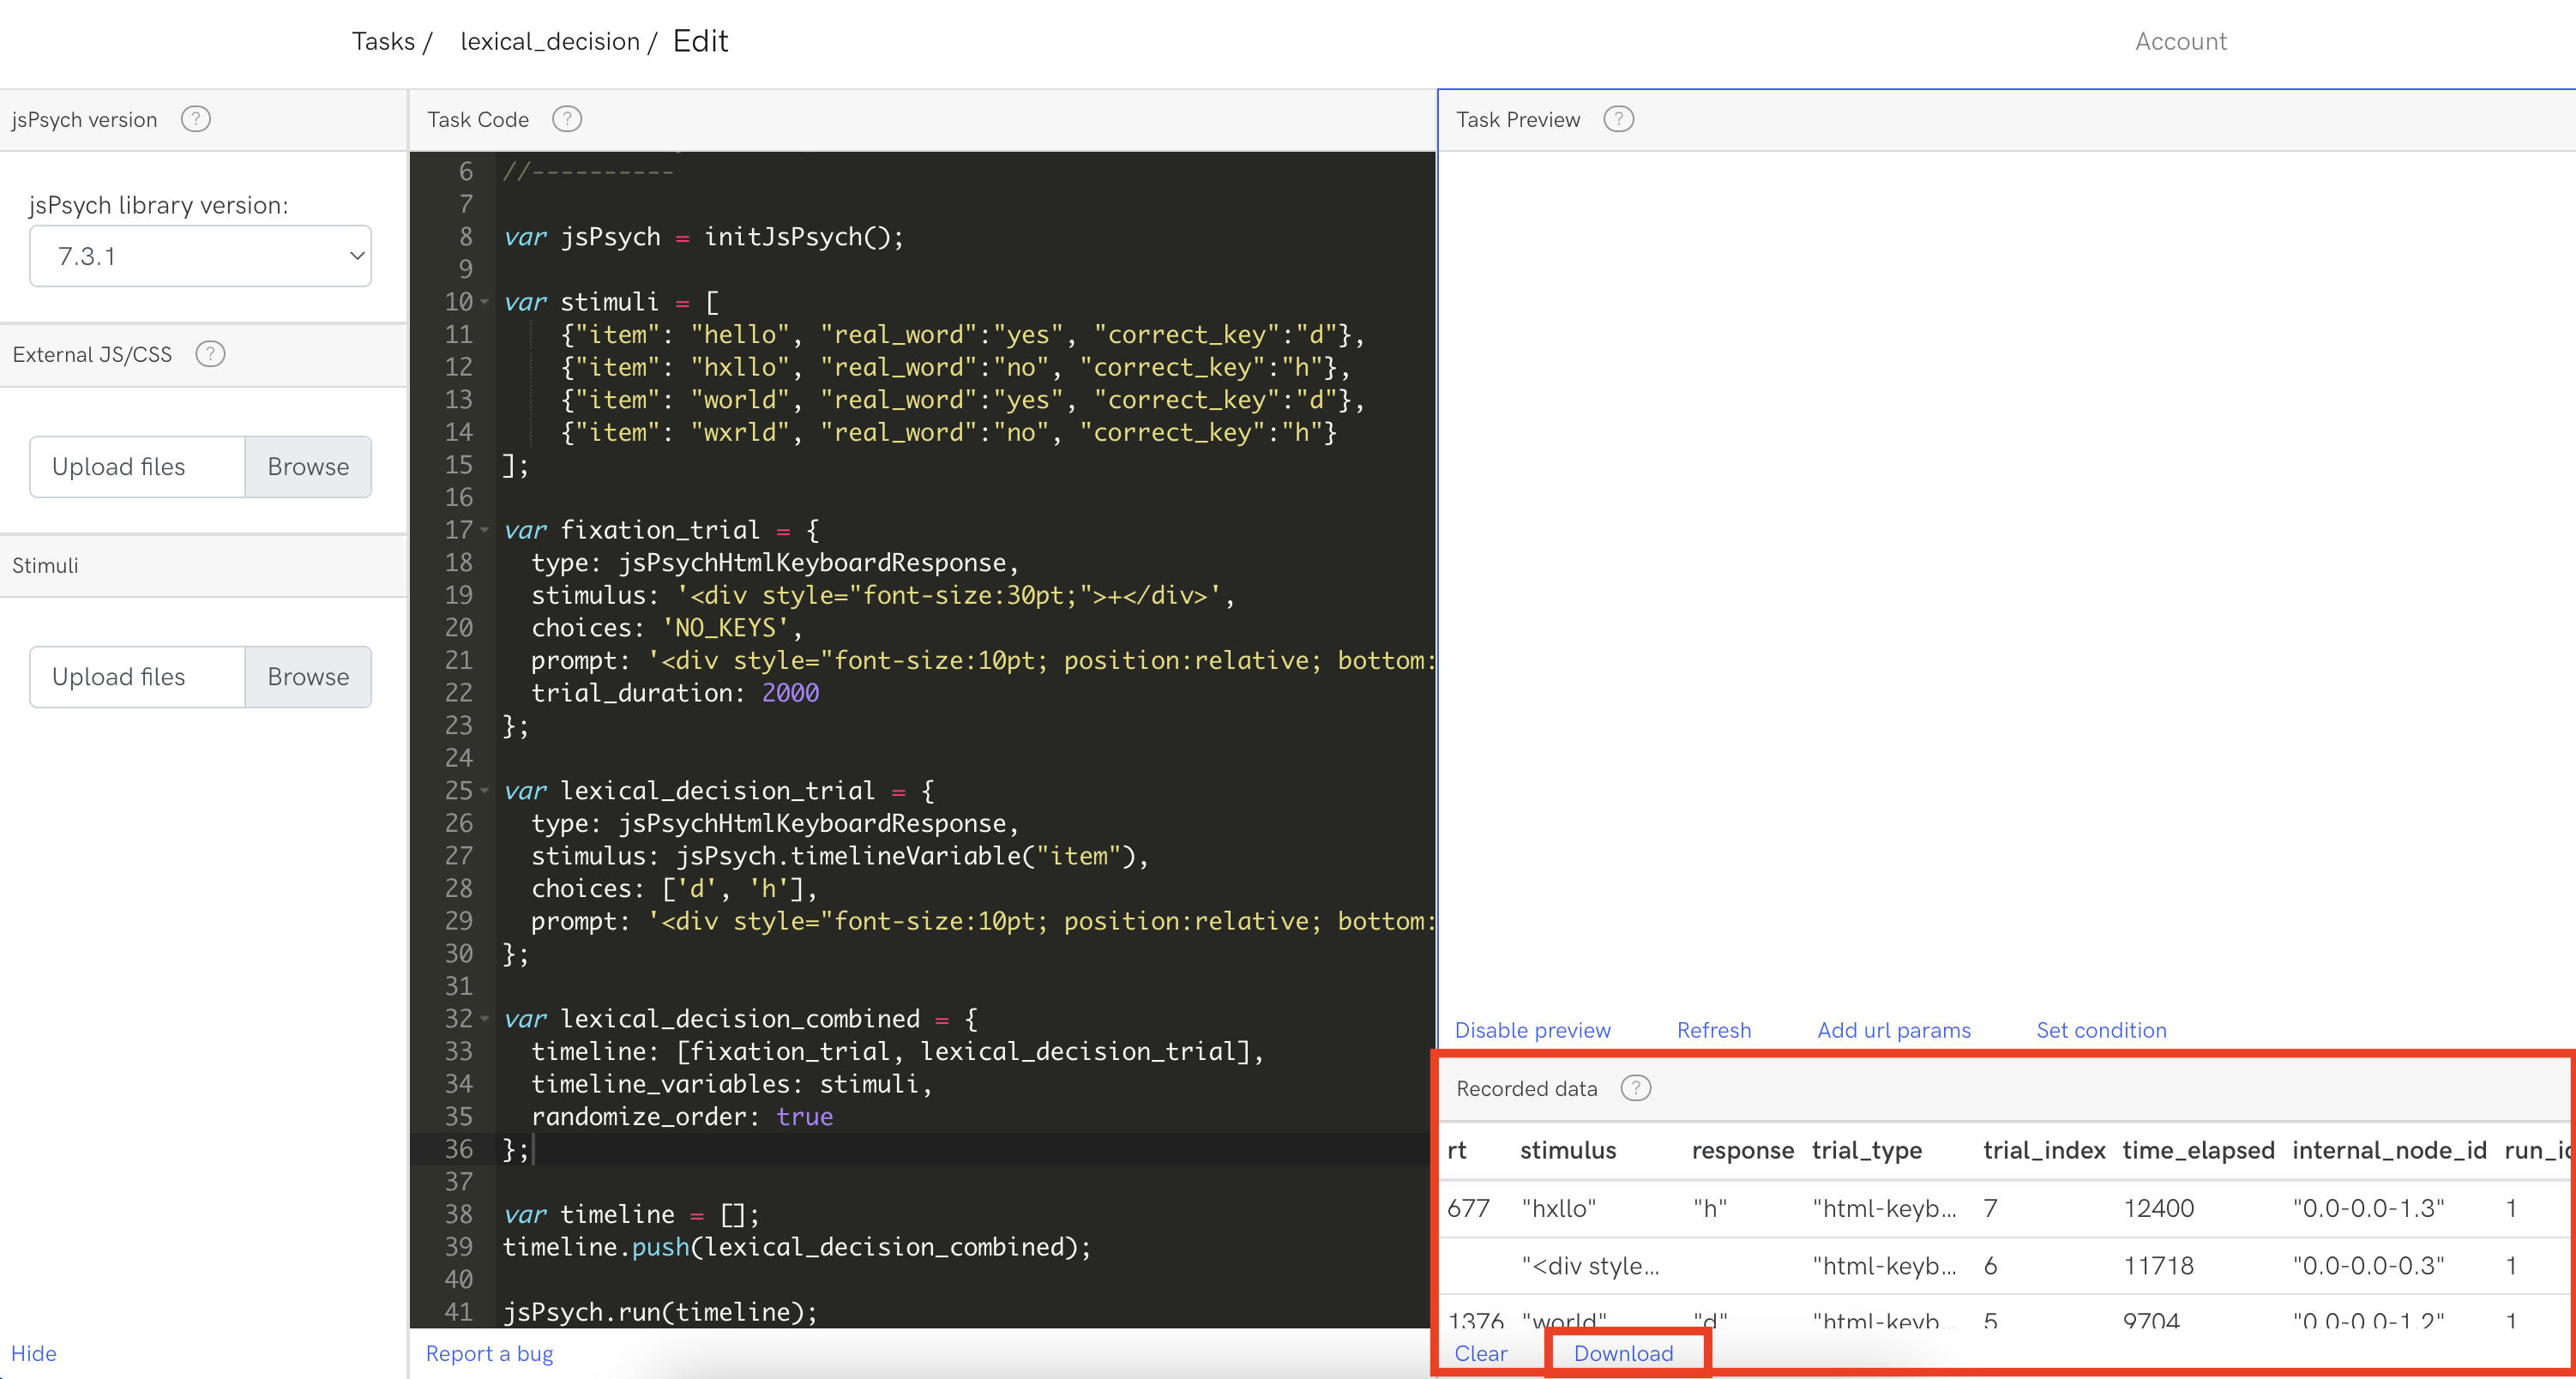 Tasks / lexical_decision / Edit
Account
jsPsych version ?
jsPsych library version:
7.3.1
External JS/CSS ?
Upload files Browse
Stimuli
Upload files Browse
Hide
Task Code ?
6 //----------
7
8 var jsPsych = initJsPsych();
9
10 var stimuli = [
11 {"item": "hello", "real_word":"yes", "correct_key":"d"},
12 {"item": "hxllo", "real_word":"no", "correct_key":"h"},
13 {"item": "world", "real_word":"yes", "correct_key":"d"},
14 {"item": "wxrld", "real_word":"no", "correct_key":"h"}
15 ];
16
17 var fixation_trial = {
18 type: jsPsychHtmlKeyboardResponse,
19 stimulus: '<div style="font-size:30pt;">+</div>',
20 choices: 'NO_KEYS',
21 prompt: '<div style="font-size:10pt; position:relative; bottom:
22 trial_duration: 2000
23 };
24
25 var lexical_decision_trial = {
26 type: jsPsychHtmlKeyboardResponse,
27 stimulus: jsPsych.timelineVariable("item"),
28 choices: ['d', 'h'],
29 prompt: '<div style="font-size:10pt; position:relative; bottom:
30 };
31
32 var lexical_decision_combined = {
33 timeline: [fixation_trial, lexical_decision_trial],
34 timeline_variables: stimuli,
35 randomize_order: true
36 };
37
38 var timeline = [];
39 timeline.push(lexical_decision_combined);
40
41 jsPsych.run(timeline);
Report a bug
Task Preview ?
Disable preview Refresh Add url params Set condition
Recorded data ?
rt stimulus response trial_type trial_index time_elapsed internal_node_id run_id
677 "hxllo" "h" "html-keyb... 7 12400 "0.0-0.0-1.3" 1
"<div style... "html-keyb... 6 11718 "0.0-0.0-0.3" 1
1376 "world" "d" "html-keyb... 5 9704 "0.0-0.0-1.2" 1
Clear Download